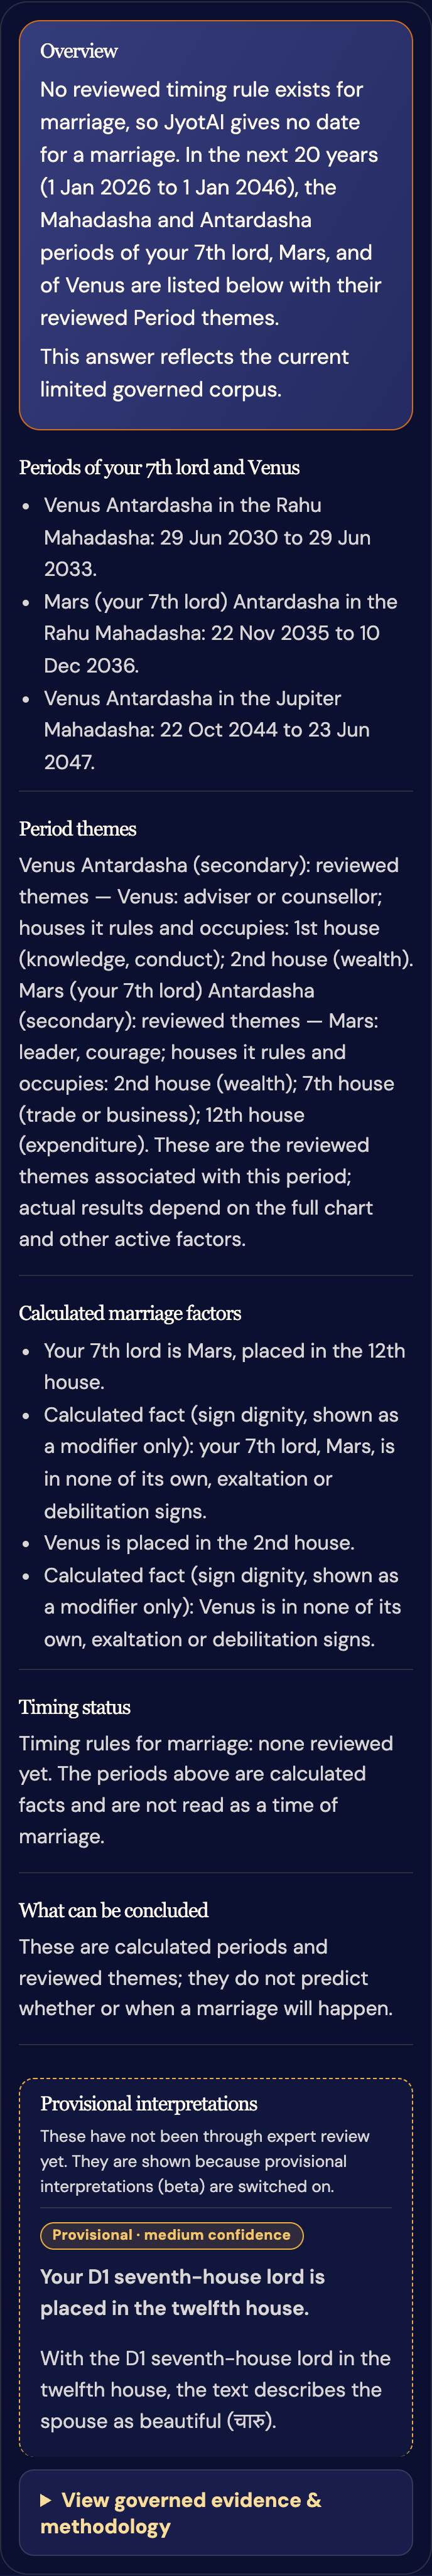 Overview
No reviewed timing rule exists for
marriage, so JyotAI gives no date
for a marriage. In the next 20 years
(1 Jan 2026 to 1 Jan 2046), the
Mahadasha and Antardasha
periods of your 7th lord, Mars, and
of Venus are listed below with their
reviewed Period themes.
This answer reflects the current
limited governed corpus.
Periods of your 7th lord and Venus
• Venus Antardasha in the Rahu
Mahadasha: 29 Jun 2030 to 29 Jun
2033.
• Mars (your 7th lord) Antardasha in the
Rahu Mahadasha: 22 Nov 2035 to 10
Dec 2036.
• Venus Antardasha in the Jupiter
Mahadasha: 22 Oct 2044 to 23 Jun
2047.
Period themes
Venus Antardasha (secondary): reviewed
themes — Venus: adviser or counsellor;
houses it rules and occupies: 1st house
(knowledge, conduct); 2nd house (wealth).
Mars (your 7th lord) Antardasha
(secondary): reviewed themes — Mars:
leader, courage; houses it rules and
occupies: 2nd house (wealth); 7th house
(trade or business); 12th house
(expenditure). These are the reviewed
themes associated with this period;
actual results depend on the full chart
and other active factors.
Calculated marriage factors
• Your 7th lord is Mars, placed in the 12th
house.
• Calculated fact (sign dignity, shown as
a modifier only): your 7th lord, Mars, is
in none of its own, exaltation or
debilitation signs.
• Venus is placed in the 2nd house.
• Calculated fact (sign dignity, shown as
a modifier only): Venus is in none of its
own, exaltation or debilitation signs.
Timing status
Timing rules for marriage: none reviewed
yet. The periods above are calculated
facts and are not read as a time of
marriage.
What can be concluded
These are calculated periods and
reviewed themes; they do not predict
whether or when a marriage will happen.
Provisional interpretations
These have not been through expert review
yet. They are shown because provisional
interpretations (beta) are switched on.
Provisional · medium confidence
Your D1 seventh-house lord is
placed in the twelfth house.
With the D1 seventh-house lord in the
twelfth house, the text describes the
spouse as beautiful (चारु).
▶ View governed evidence &
methodology